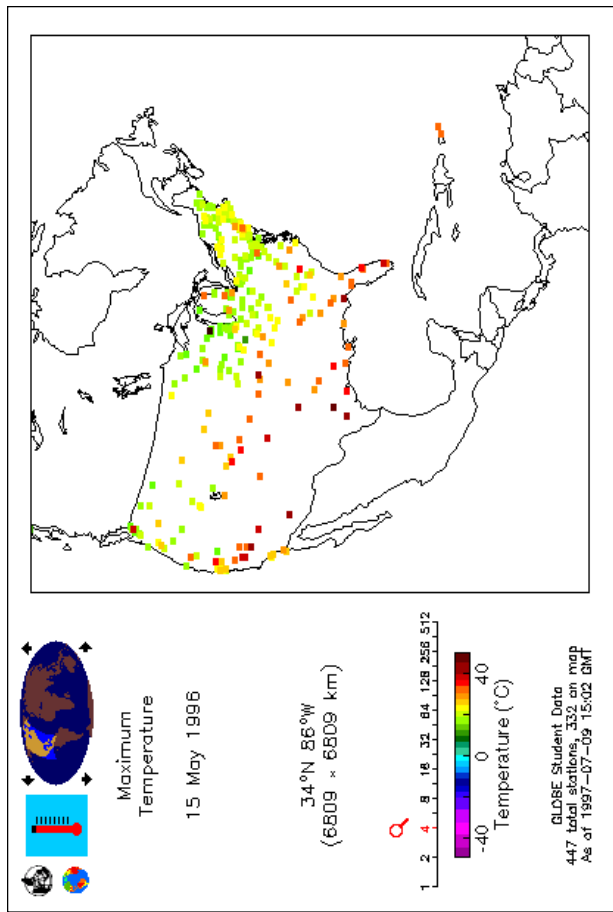 Maximum
Temperature
15 May 1996
34°N 86°W
(6809 × 6809 km)
1 2 4 8 16 32 64 128 256 512
-40 0 40
Temperature (°C)
GLOBE Student Data
447 total stations, 332 on map
As of 1997-07-09 15:02 GMT